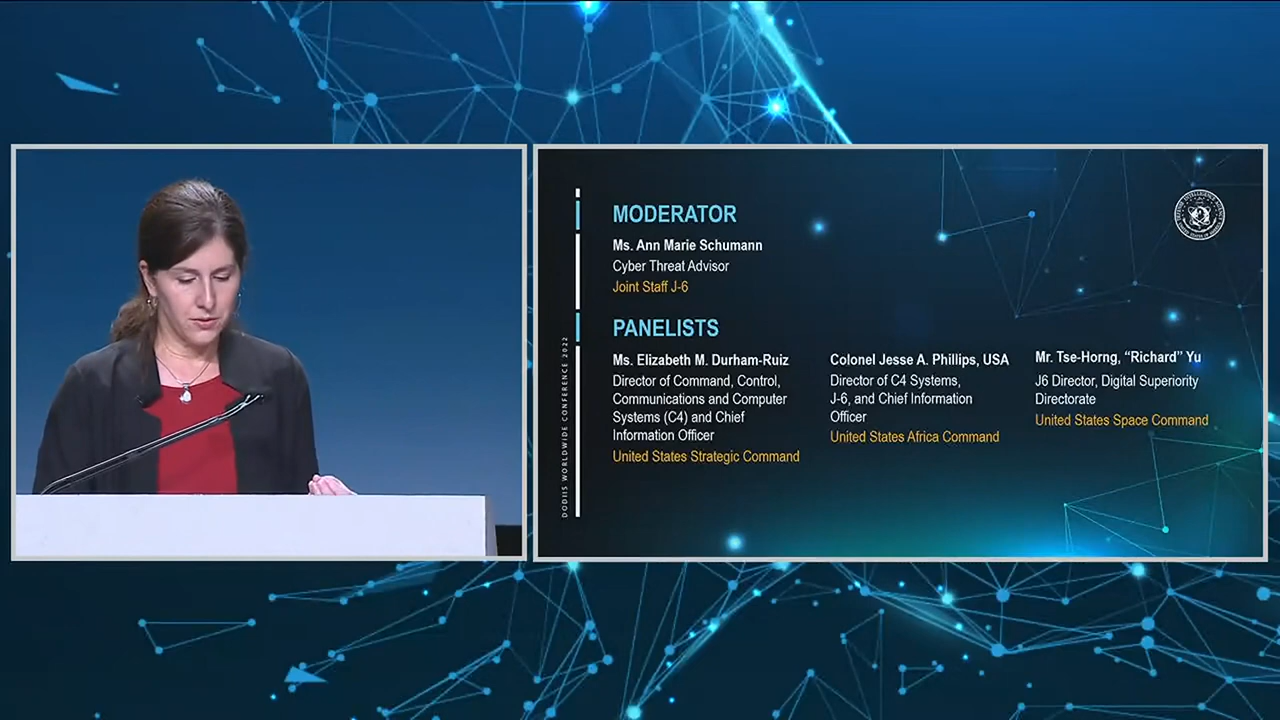 MODERATOR
Ms. Ann Marie Schumann
Cyber Threat Advisor
Joint Staff J-6
PANELISTS
Ms. Elizabeth M. Durham-Ruiz
Director of Command, Control,
Communications and Computer
Systems (C4) and Chief
Information Officer
United States Strategic Command
Colonel Jesse A. Phillips, USA
Director of C4 Systems,
J-6, and Chief Information
Officer
United States Africa Command
Mr. Tse-Horng, “Richard” Yu
J6 Director, Digital Superiority
Directorate
United States Space Command
DODIIS WORLDWIDE CONFERENCE 2022